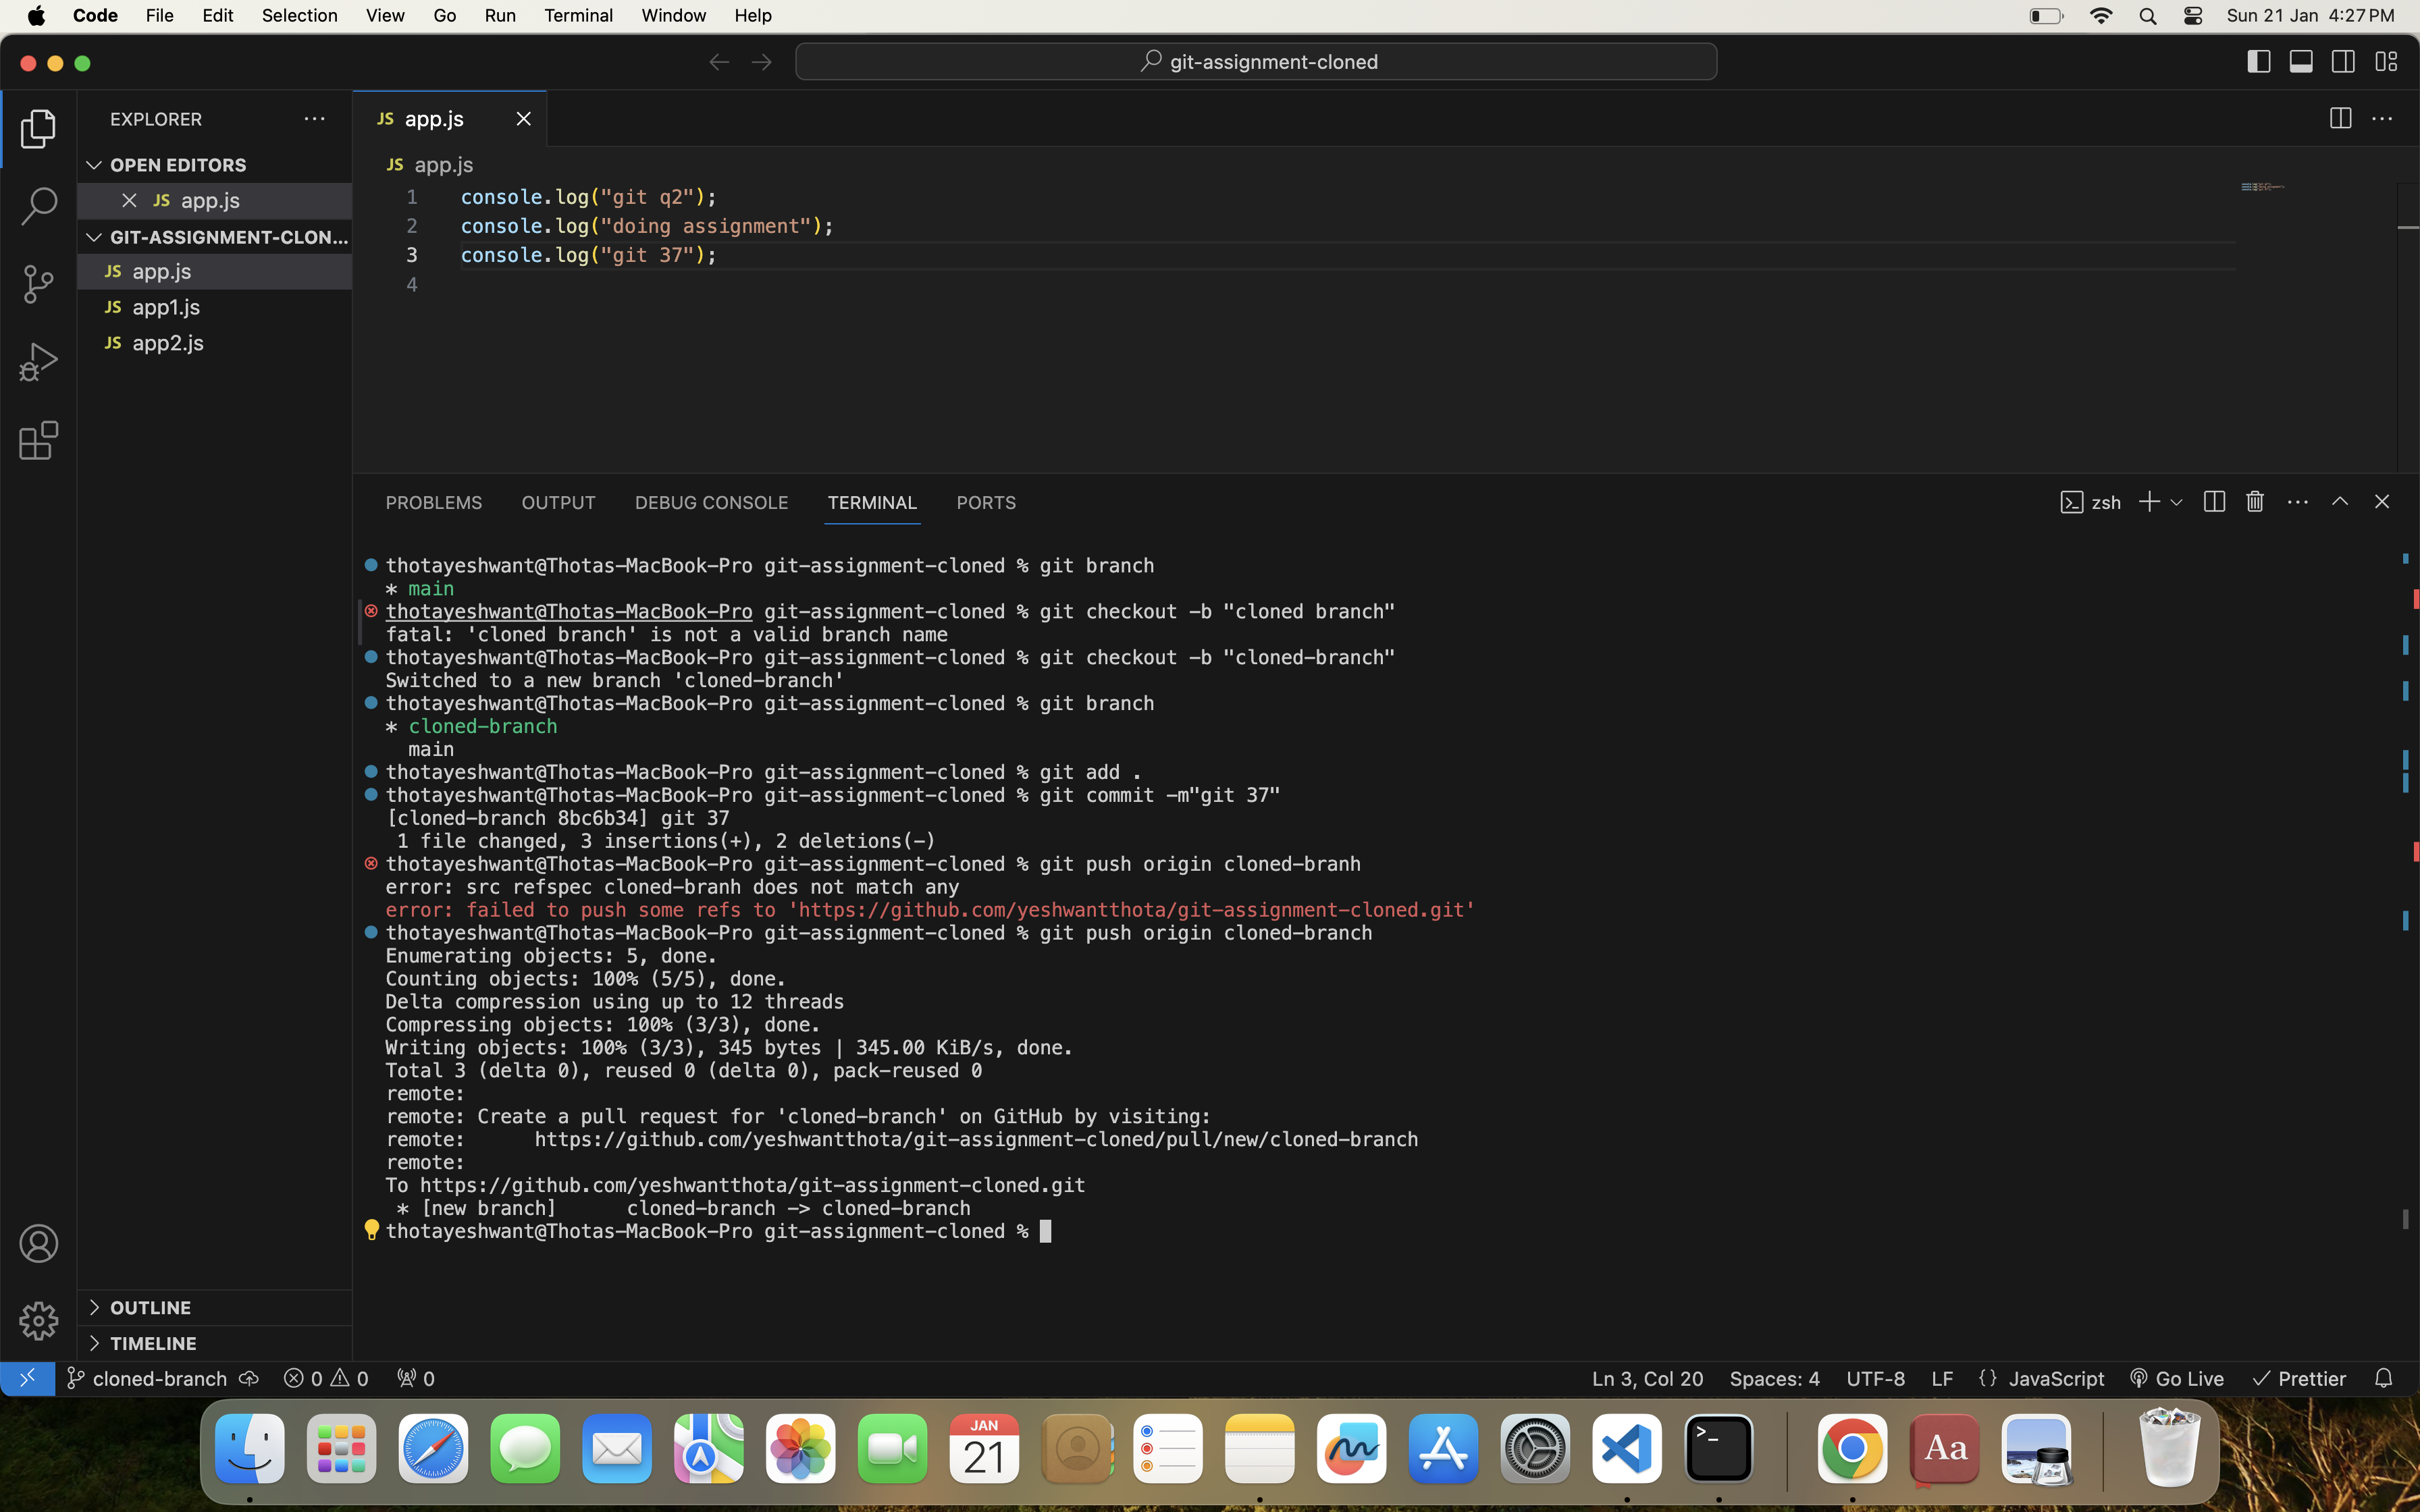 Code File Edit Selection View Go Run Terminal Window Help Sun 21 Jan 4:27 PM
git-assignment-cloned
EXPLORER
OPEN EDITORS
JS app.js
GIT-ASSIGNMENT-CLON...
JS app.js
JS app1.js
JS app2.js
OUTLINE
TIMELINE
JS app.js
JS app.js
1 console.log("git q2");
2 console.log("doing assignment");
3 console.log("git 37");
4
PROBLEMS OUTPUT DEBUG CONSOLE TERMINAL PORTS zsh
thotayeshwant@Thotas-MacBook-Pro git-assignment-cloned % git branch
* main
thotayeshwant@Thotas-MacBook-Pro git-assignment-cloned % git checkout -b "cloned branch"
fatal: 'cloned branch' is not a valid branch name
thotayeshwant@Thotas-MacBook-Pro git-assignment-cloned % git checkout -b "cloned-branch"
Switched to a new branch 'cloned-branch'
thotayeshwant@Thotas-MacBook-Pro git-assignment-cloned % git branch
* cloned-branch
main
thotayeshwant@Thotas-MacBook-Pro git-assignment-cloned % git add .
thotayeshwant@Thotas-MacBook-Pro git-assignment-cloned % git commit -m"git 37"
[cloned-branch 8bc6b34] git 37
1 file changed, 3 insertions(+), 2 deletions(-)
thotayeshwant@Thotas-MacBook-Pro git-assignment-cloned % git push origin cloned-branh
error: src refspec cloned-branh does not match any
error: failed to push some refs to 'https://github.com/yeshwantthota/git-assignment-cloned.git'
thotayeshwant@Thotas-MacBook-Pro git-assignment-cloned % git push origin cloned-branch
Enumerating objects: 5, done.
Counting objects: 100% (5/5), done.
Delta compression using up to 12 threads
Compressing objects: 100% (3/3), done.
Writing objects: 100% (3/3), 345 bytes | 345.00 KiB/s, done.
Total 3 (delta 0), reused 0 (delta 0), pack-reused 0
remote:
remote: Create a pull request for 'cloned-branch' on GitHub by visiting:
remote: https://github.com/yeshwantthota/git-assignment-cloned/pull/new/cloned-branch
remote:
To https://github.com/yeshwantthota/git-assignment-cloned.git
* [new branch] cloned-branch -> cloned-branch
thotayeshwant@Thotas-MacBook-Pro git-assignment-cloned %
cloned-branch 0 0 0 Ln 3, Col 20 Spaces: 4 UTF-8 LF {} JavaScript Go Live Prettier
JAN
21
>_
Aa